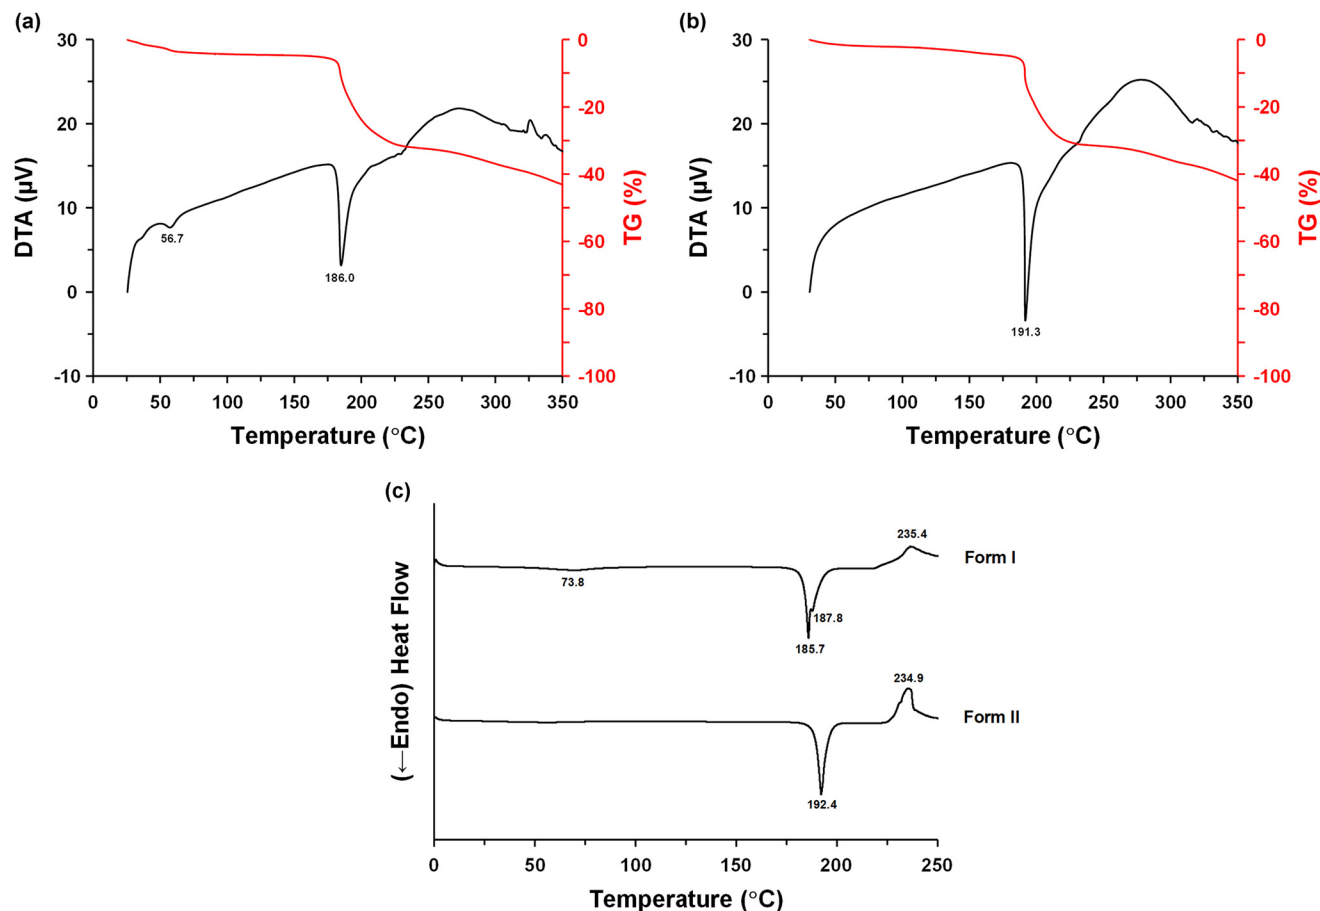 (a)
30
20
10
0
-10
DTA (µV)
0
-20
-40
-60
-80
-100
TG (%)
56.7
186.0
0 50 100 150 200 250 300 350
Temperature (°C)
(b)
30
20
10
0
-10
DTA (µV)
0
-20
-40
-60
-80
-100
TG (%)
191.3
0 50 100 150 200 250 300 350
Temperature (°C)
(c)
(←Endo) Heat Flow
235.4
Form I
73.8
187.8
185.7
234.9
Form II
192.4
0 50 100 150 200 250
Temperature (°C)